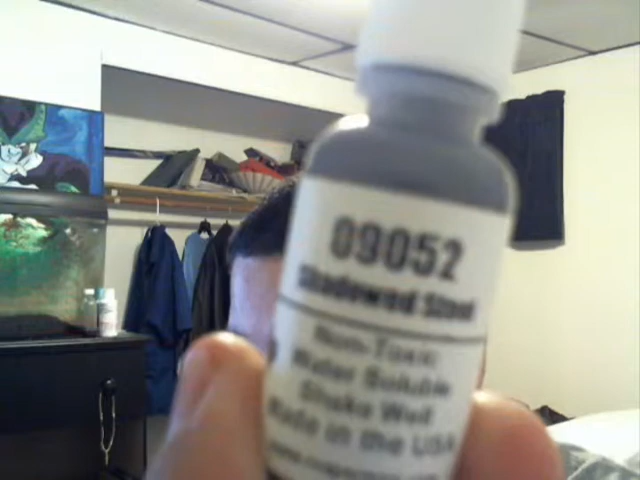 09052
Shadowed Steel
Non-Toxic
Water Soluble
Shake Well
Made in the USA